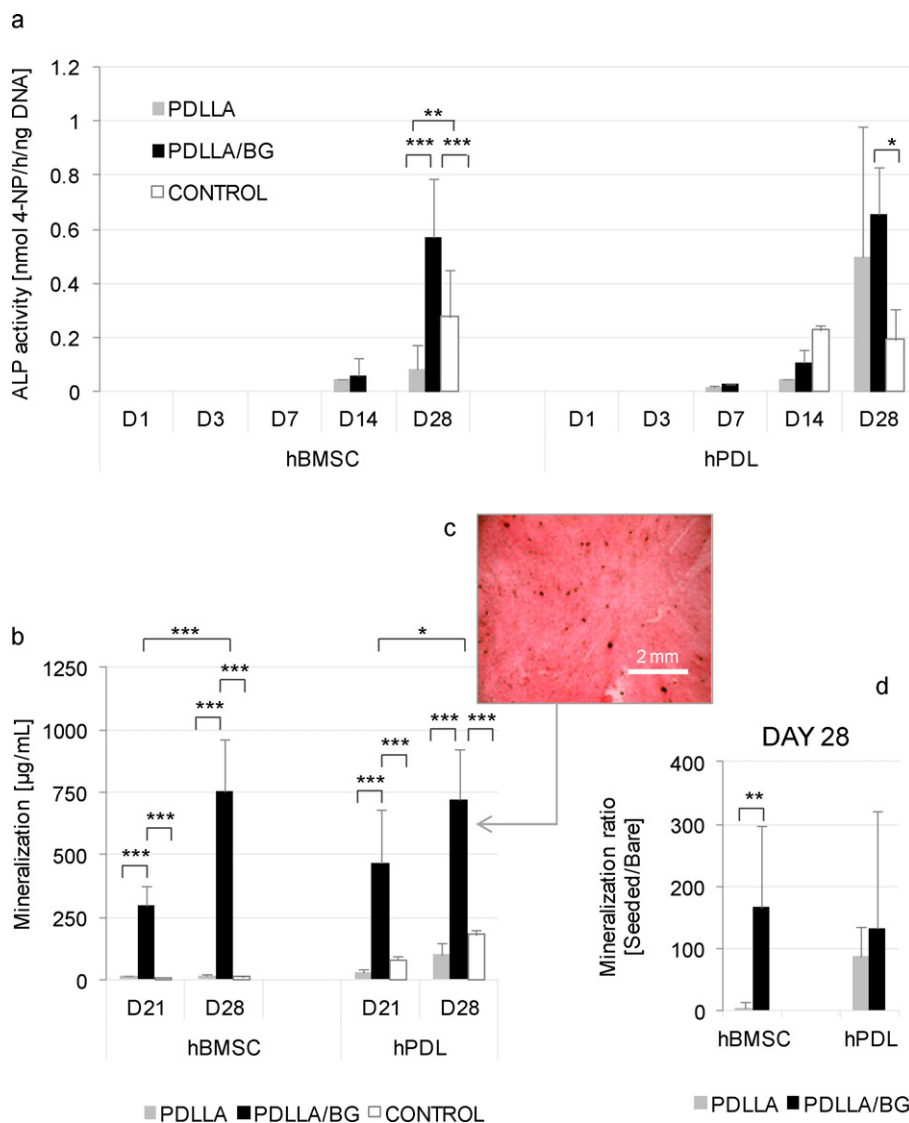 a
ALP activity [nmol 4-NP/h/ng DNA]
1.2
1
0.8
0.6
0.4
0.2
0
PDLLA
PDLLA/BG
CONTROL
**
*** ***
*
D1 D3 D7 D14 D28 D1 D3 D7 D14 D28
hBMSC hPDL
c
2 mm
b
Mineralization [µg/mL]
1250
1000
750
500
250
0
*** *
***
*** *** ***
***
*** ***
***
D21 D28 D21 D28
hBMSC hPDL
PDLLA PDLLA/BG CONTROL
d
DAY 28
Mineralization ratio
[Seeded/Bare]
400
300
200
100
0
**
hBMSC hPDL
PDLLA PDLLA/BG